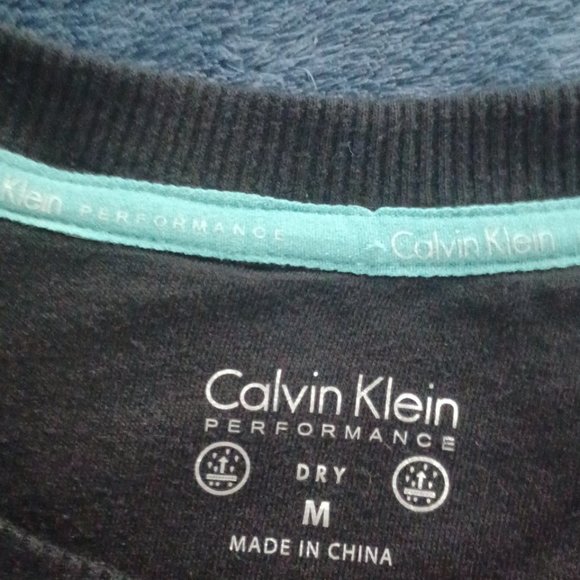 Klein PERFORMANCE Calvin Klein
Calvin Klein
PERFORMANCE
DRY
M
MADE IN CHINA